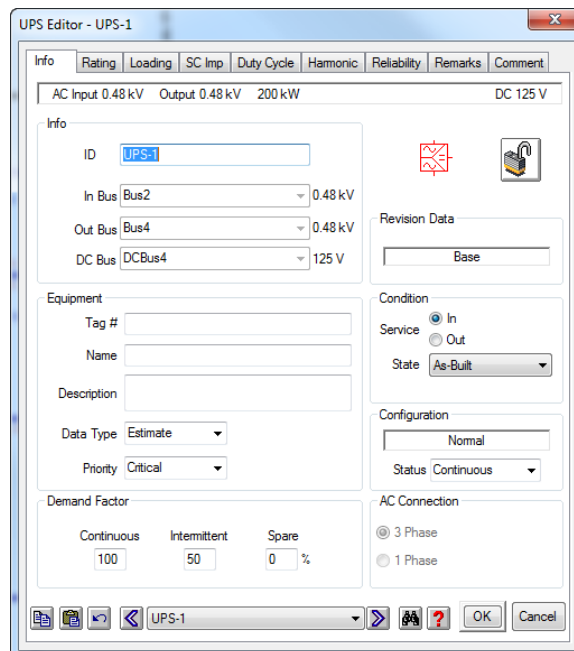 UPS Editor - UPS-1
Info Rating Loading SC Imp Duty Cycle Harmonic Reliability Remarks Comment
AC Input 0.48 kV Output 0.48 kV 200 kW DC 125 V
Info
ID UPS-1
In Bus Bus2 0.48 kV
Out Bus Bus4 0.48 kV
DC Bus DCBus4 125 V
Revision Data
Base
Equipment
Tag #
Name
Description
Data Type Estimate
Priority Critical
Condition
Service In
Out
State As-Built
Configuration
Normal
Status Continuous
Demand Factor
Continuous Intermittent Spare
100 50 0 %
AC Connection
3 Phase
1 Phase
UPS-1 ? OK Cancel